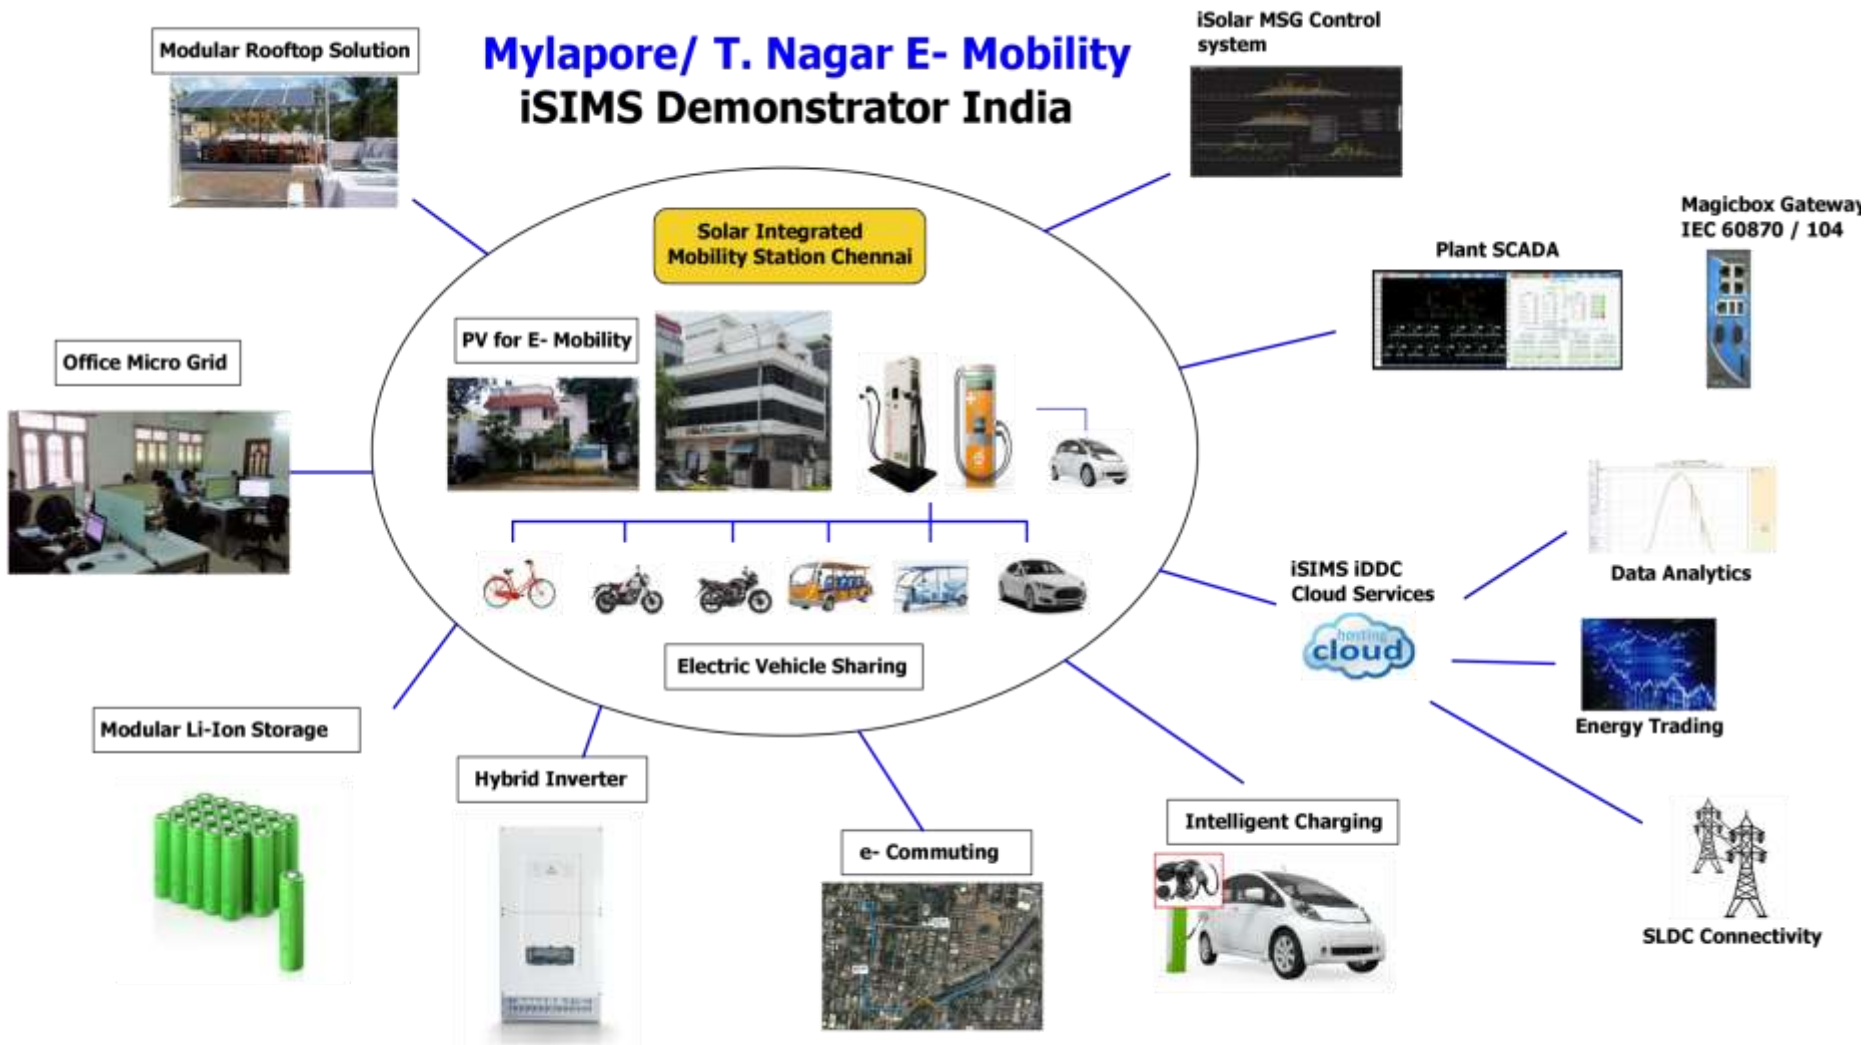 Mylapore/ T. Nagar E- Mobility
iSIMS Demonstrator India
Modular Rooftop Solution
iSolar MSG Control
system
Magicbox Gateway
IEC 60870 / 104
Plant SCADA
Solar Integrated
Mobility Station Chennai
PV for E- Mobility
Office Micro Grid
iSIMS iDDC
Cloud Services
hosting
cloud
Data Analytics
Electric Vehicle Sharing
Energy Trading
Modular Li-Ion Storage
Hybrid Inverter
e- Commuting
Intelligent Charging
SLDC Connectivity